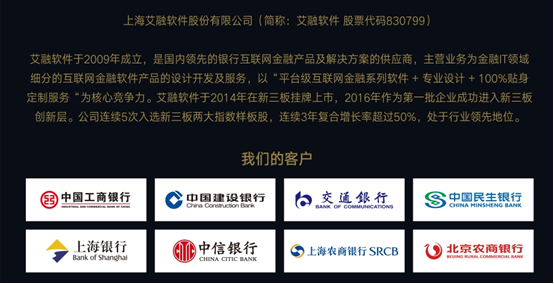 上海艾融软件股份有限公司（简称：艾融软件 股票代码830799）
艾融软件于2009年成立，是国内领先的银行互联网金融产品及解决方案的供应商，主营业务为金融IT领域
细分的互联网金融软件产品的设计开发及服务，以“平台级互联网金融系列软件 + 专业设计 + 100%贴身
定制服务“为核心竞争力。艾融软件于2014年在新三板挂牌上市，2016年作为第一批企业成功进入新三板
创新层。公司连续5次入选新三板两大指数样板股，连续3年复合增长率超过50%，处于行业领先地位。
我们的客户
中国工商银行
INDUSTRIAL AND COMMERCIAL BANK OF CHINA
中国建设银行
China Construction Bank
交通銀行
BANK OF COMMUNICATIONS
中国民生银行
CHINA MINSHENG BANK
上海银行
Bank of Shanghai
中信银行
CHINA CITIC BANK
上海农商银行 SRCB
北京农商银行
BEIJING RURAL COMMERCIAL BANK